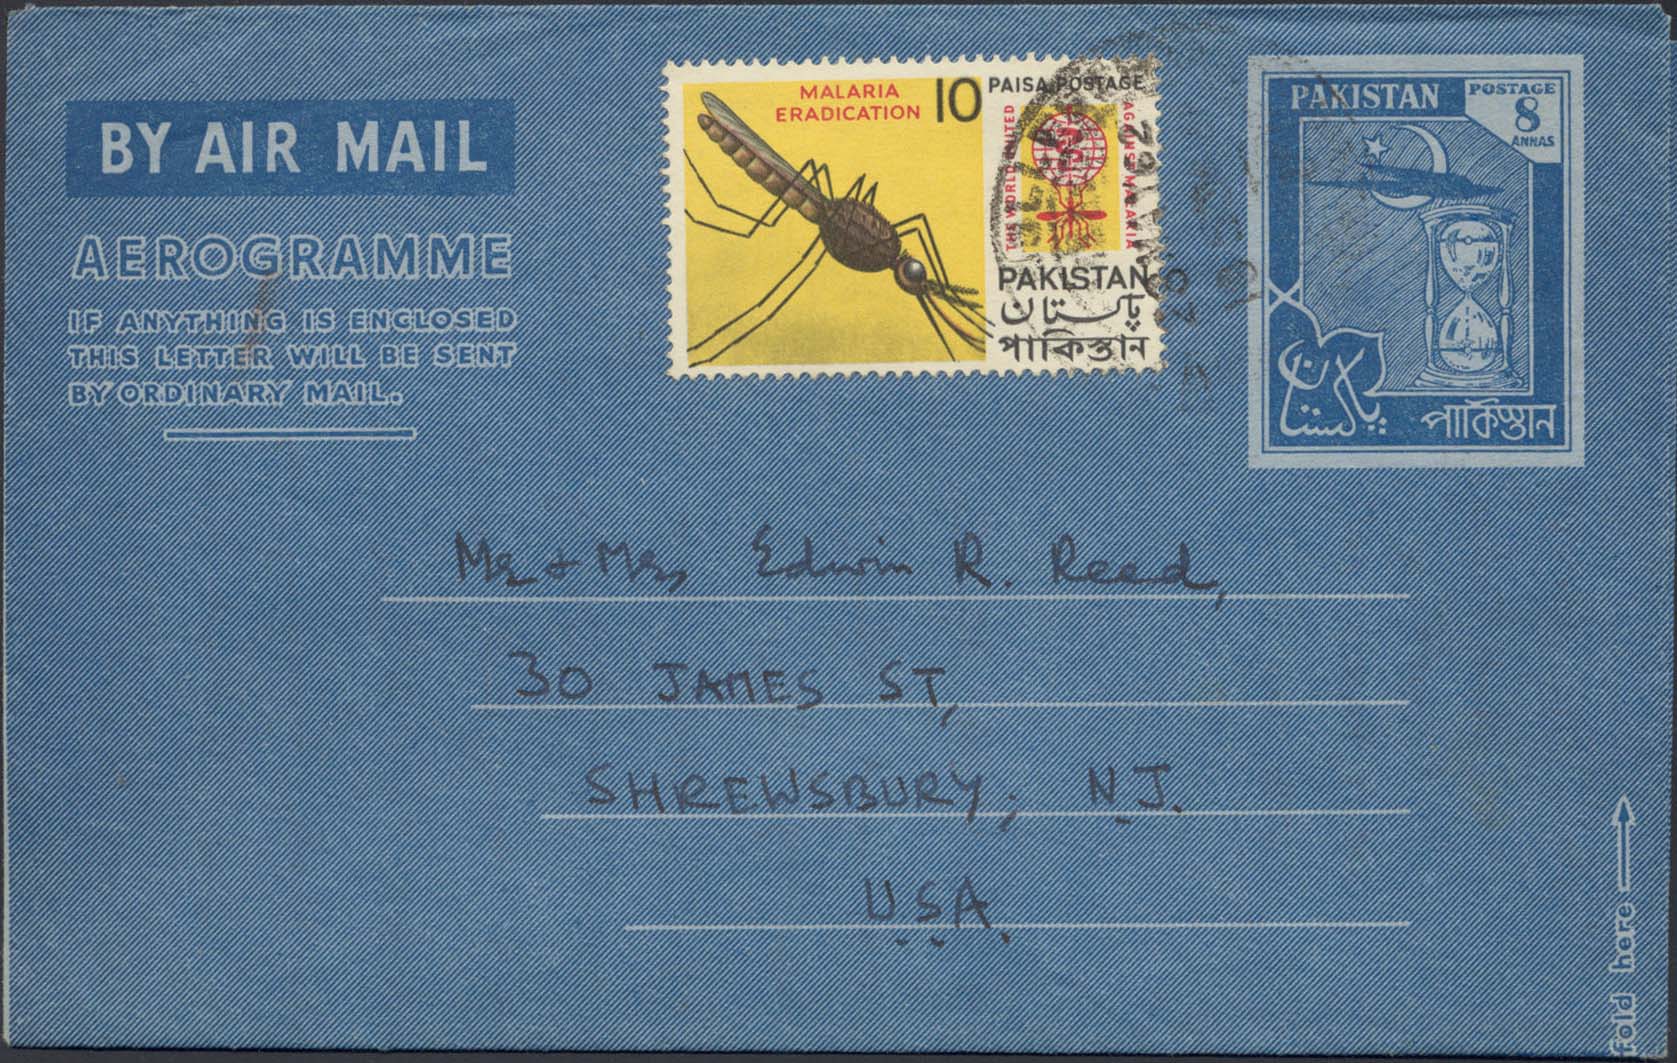 BY AIR MAIL
AEROGRAMME
IF ANYTHING IS ENCLOSED
THIS LETTER WILL BE SENT
BY ORDINARY MAIL.
MALARIA
ERADICATION
10 PAISA POSTAGE
THE WORLD UNITED
AGAINST MALARIA
PAKISTAN
پاکستان
পাকিস্তান
PAKISTAN
POSTAGE
8
ANNAS
پاکستان
পাকিস্তান
Mr + Mrs Edwin R. Reed,
30 JAMES ST,
SHREWSBURY, N.J.
U.S.A.
Fold here